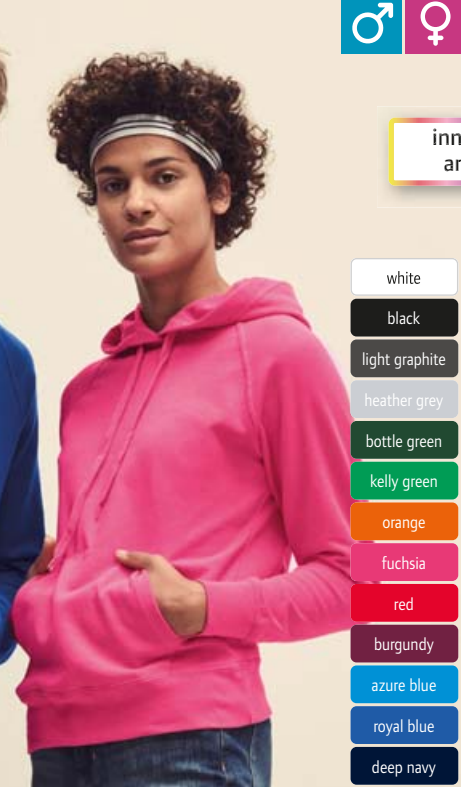 white
black
light graphite
heather grey
bottle green
kelly green
orange
fuchsia
red
burgundy
azure blue
royal blue
deep navy